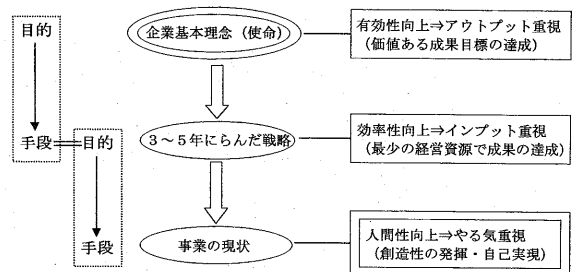 目的
企業基本理念（使命）
有効性向上⇒アウトプット重視
（価値ある成果目標の達成）
手段
目的
３～５年にらんだ戦略
効率性向上⇒インプット重視
（最少の経営資源で成果の達成）
手段
事業の現状
人間性向上⇒やる気重視
（創造性の発揮・自己実現）